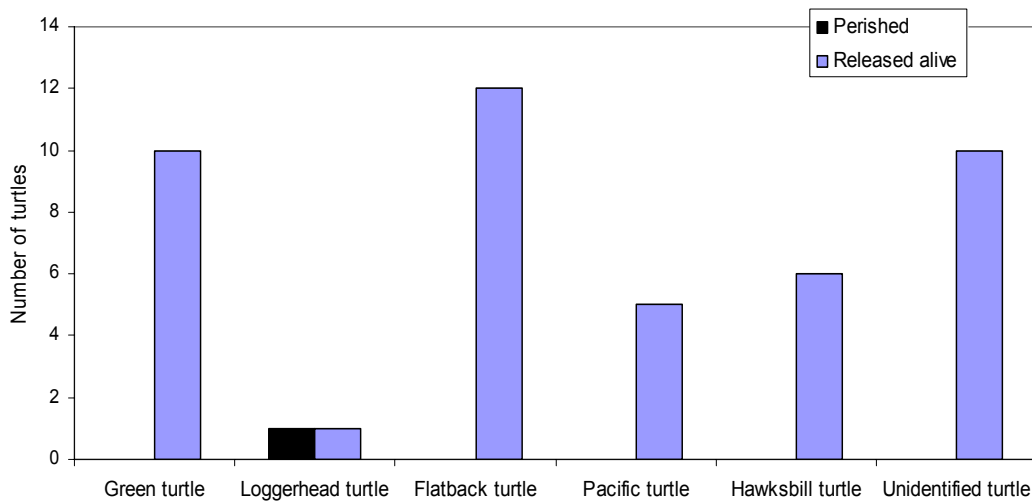 Perished
Released alive
Number of turtles
14
12
10
8
6
4
2
0
Green turtle
Loggerhead turtle
Flatback turtle
Pacific turtle
Hawksbill turtle
Unidentified turtle